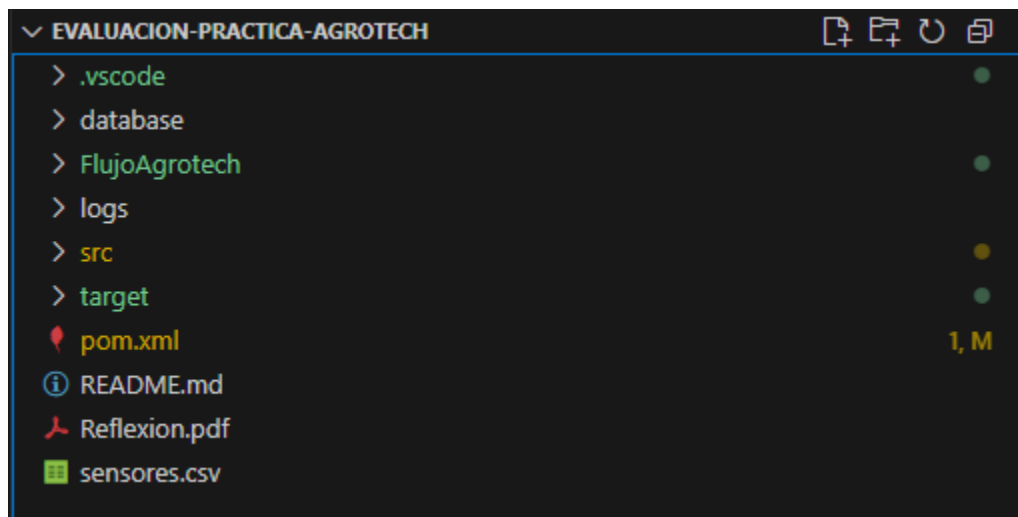 EVALUACION-PRACTICA-AGROTECH
.vscode
database
FlujoAgrotech
logs
src
target
pom.xml 1, M
README.md
Reflexion.pdf
sensores.csv